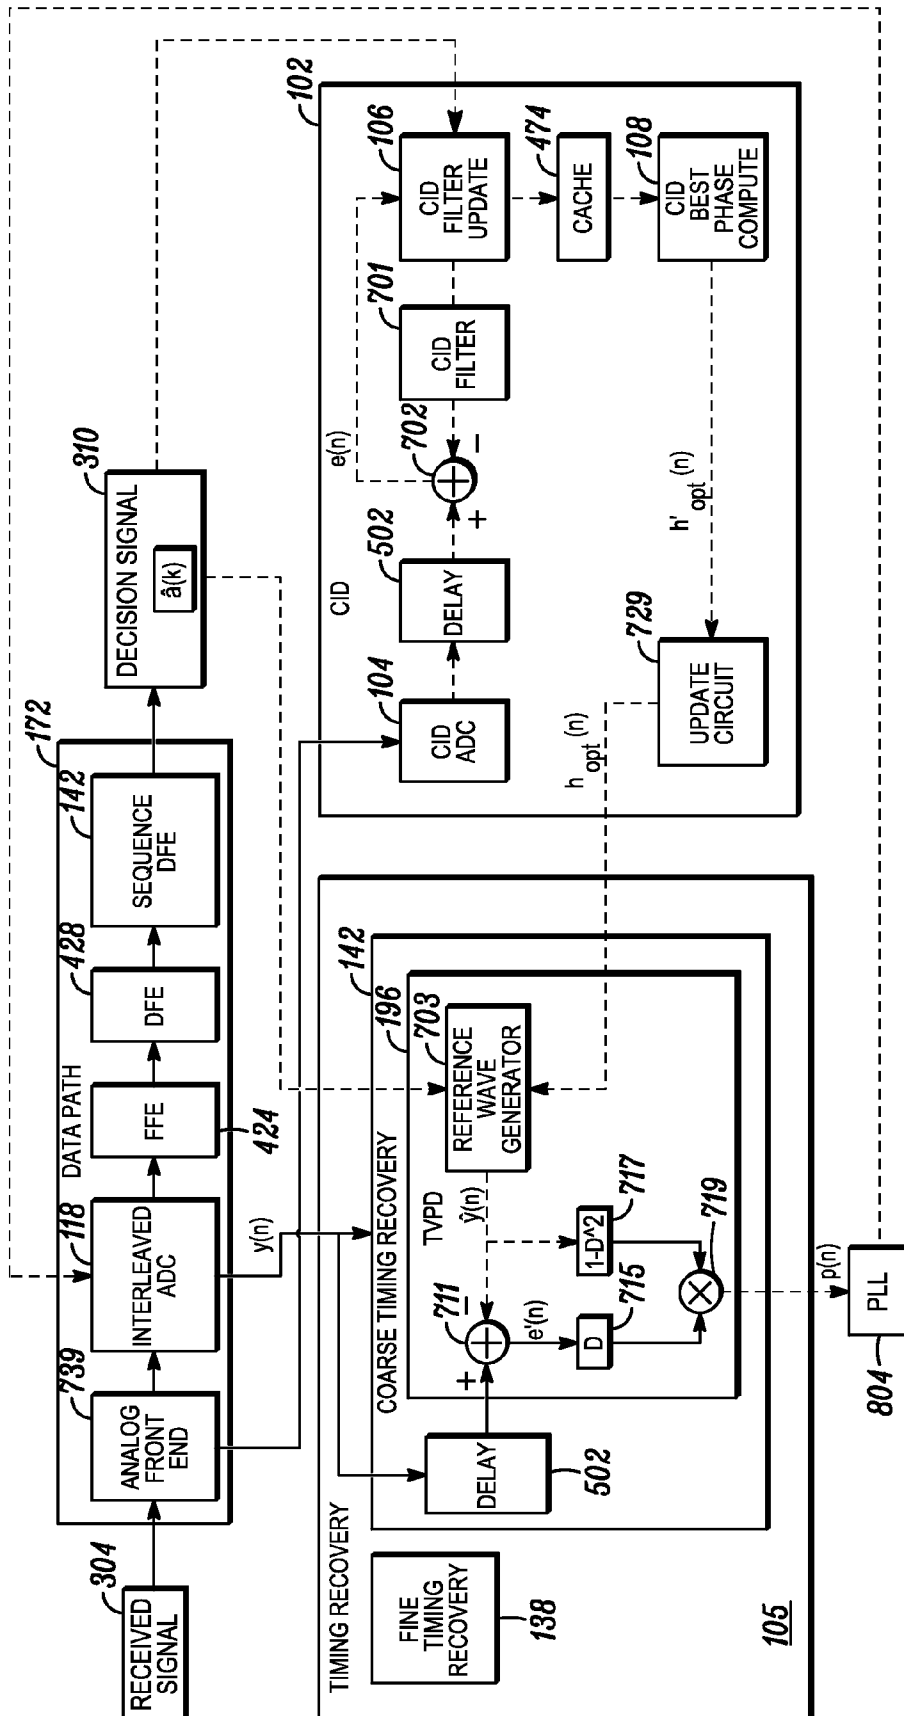 304
RECEIVED
SIGNAL
172
DATA PATH
739
ANALOG
FRONT
END
118
INTERLEAVED
ADC
FFE
424
428
DFE
142
SEQUENCE
DFE
310
DECISION SIGNAL
â(k)
y(n)
102
CID
104
CID
ADC
502
DELAY
+
702
−
e(n)
701
CID
FILTER
106
CID
FILTER
UPDATE
474
CACHE
108
CID
BEST
PHASE
COMPUTE
h'opt(n)
729
UPDATE
CIRCUIT
hopt(n)
TIMING RECOVERY
105
FINE
TIMING
RECOVERY
138
142
COARSE TIMING RECOVERY
DELAY
502
196
TVPD
703
REFERENCE
WAVE
GENERATOR
ŷ(n)
711
−
+
e'(n)
D
715
1-D^2
717
719
p(n)
PLL
804